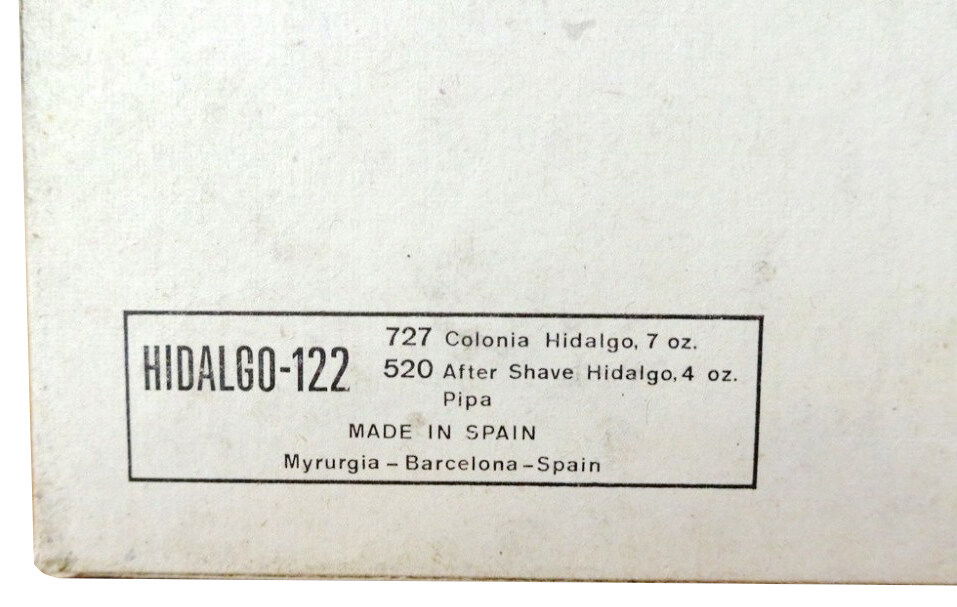 HIDALGO-122
727 Colonia Hidalgo, 7 oz.
520 After Shave Hidalgo, 4 oz.
Pipa
MADE IN SPAIN
Myrurgia – Barcelona – Spain